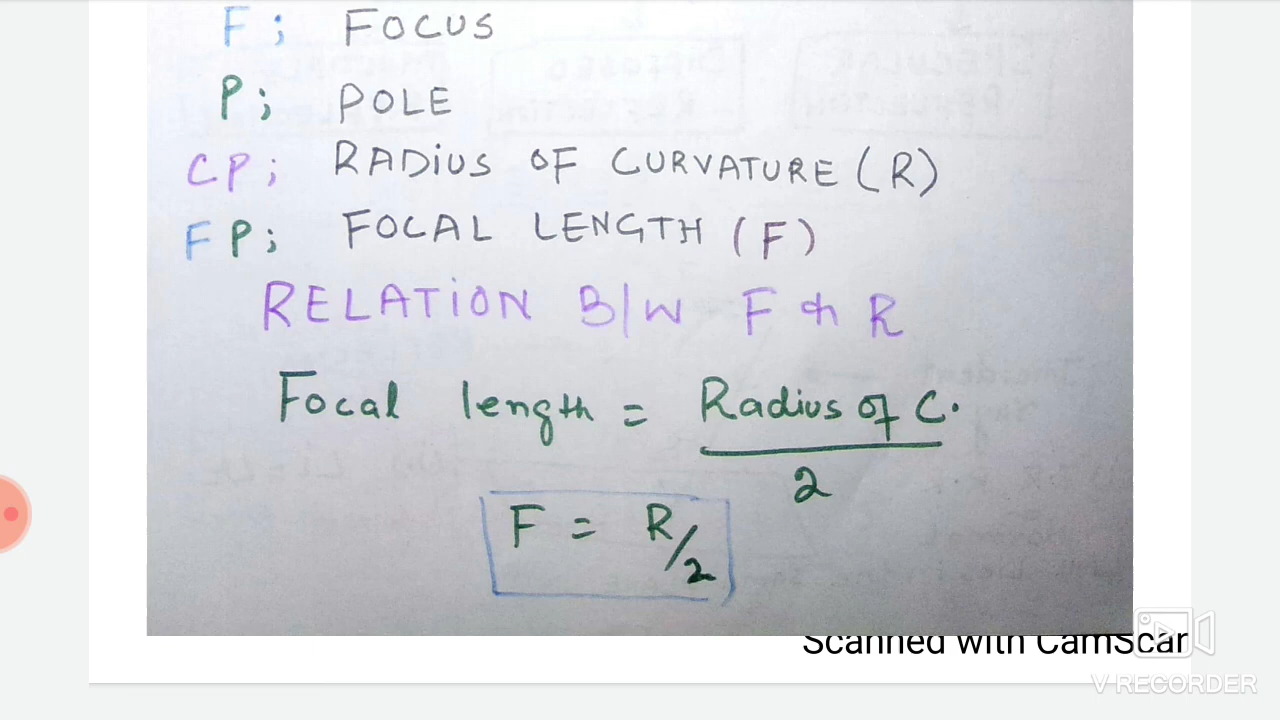 F; FOCUS
P; POLE
CP; RADiUS OF CURVATURE (R)
FP; FOCAL LENGTH (F)
RELATiON B/W F & R
Focal length = Radius of C.
2
F = R/2
Scanned with CamScan
V RECORDER